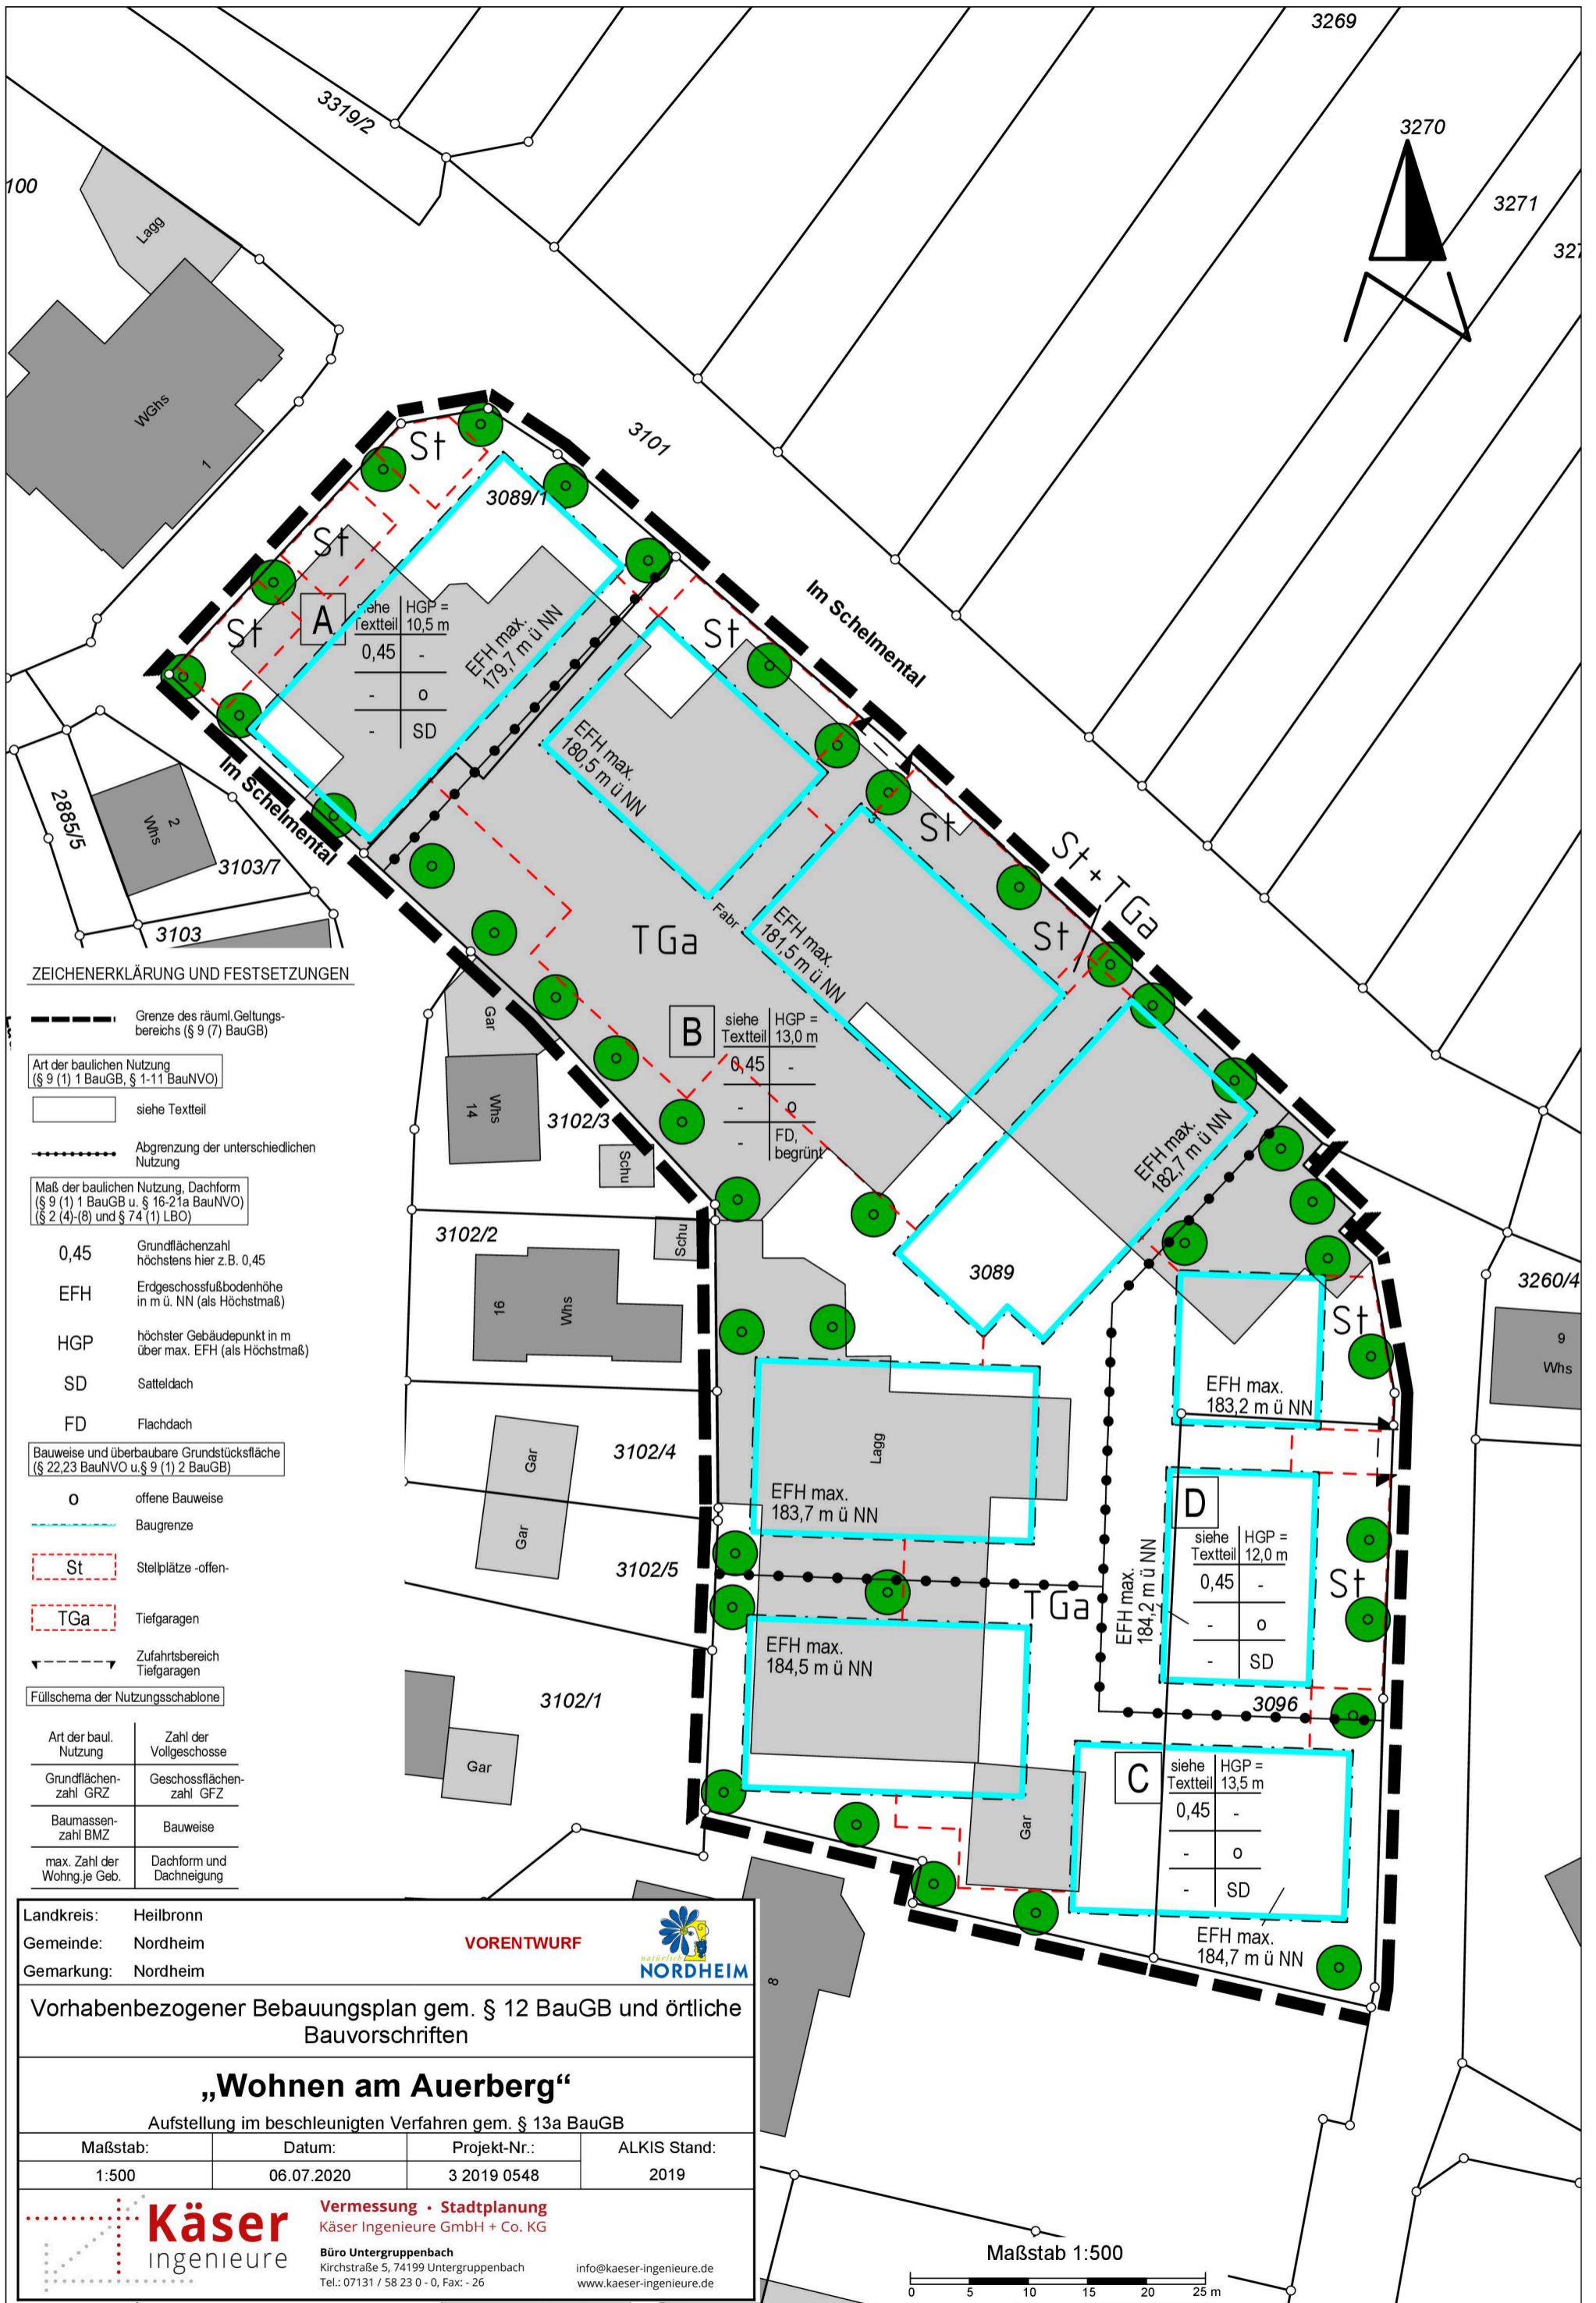 3269
3319/2
3270
100
3271
Lagg
WGhs
1
3101
St
3089/1
St
Im Schelmental
A
siehe
Textteil
HGP =
10,5 m
0,45
-
-
o
-
SD
EFH max.
179,7 m ü NN
St
St
EFH max.
180,5 m ü NN
Im Schelmental
2885/5
2
Whs
3103/7
3103
St
St + TGa
St
Fabr
TGa
EFH max.
181,5 m ü NN
B
siehe
Textteil
HGP =
13,0 m
0,45
-
-
o
-
FD,
begrünt
Gar
Whs
14
3102/3
Schu
EFH max.
182,7 m ü NN
3102/2
Schu
16
Whs
3089
3260/4
St
9
Whs
EFH max.
183,2 m ü NN
Gar
3102/4
Lagg
EFH max.
183,7 m ü NN
Gar
D
siehe
Textteil
HGP =
12,0 m
0,45
-
-
o
-
SD
EFH max.
184,2 m ü NN
St
3102/5
TGa
EFH max.
184,5 m ü NN
3102/1
3096
Gar
C
siehe
Textteil
HGP =
13,5 m
0,45
-
-
o
-
SD
Gar
EFH max.
184,7 m ü NN
8
ZEICHENERKLÄRUNG UND FESTSETZUNGEN
Grenze des räuml.Geltungs-
bereichs (§ 9 (7) BauGB)
Art der baulichen Nutzung
(§ 9 (1) 1 BauGB, § 1-11 BauNVO)
siehe Textteil
Abgrenzung der unterschiedlichen
Nutzung
Maß der baulichen Nutzung, Dachform
(§ 9 (1) 1 BauGB u. § 16-21a BauNVO)
(§ 2 (4)-(8) und § 74 (1) LBO)
0,45 Grundflächenzahl
höchstens hier z.B. 0,45
EFH Erdgeschossfußbodenhöhe
in m ü. NN (als Höchstmaß)
HGP höchster Gebäudepunkt in m
über max. EFH (als Höchstmaß)
SD Satteldach
FD Flachdach
Bauweise und überbaubare Grundstücksfläche
(§ 22,23 BauNVO u.§ 9 (1) 2 BauGB)
o offene Bauweise
Baugrenze
St Stellplätze -offen-
TGa Tiefgaragen
Zufahrtsbereich
Tiefgaragen
Füllschema der Nutzungsschablone
Art der baul.
Nutzung
Zahl der
Vollgeschosse
Grundflächen-
zahl GRZ
Geschossflächen-
zahl GFZ
Baumassen-
zahl BMZ
Bauweise
max. Zahl der
Wohng.je Geb.
Dachform und
Dachneigung
Landkreis: Heilbronn
Gemeinde: Nordheim
Gemarkung: Nordheim
VORENTWURF
natürlich
NORDHEIM
Vorhabenbezogener Bebauungsplan gem. § 12 BauGB und örtliche
Bauvorschriften
„Wohnen am Auerberg“
Aufstellung im beschleunigten Verfahren gem. § 13a BauGB
Maßstab: Datum: Projekt-Nr.: ALKIS Stand:
1:500 06.07.2020 3 2019 0548 2019
Käser
ingenieure
Vermessung • Stadtplanung
Käser Ingenieure GmbH + Co. KG
Büro Untergruppenbach
Kirchstraße 5, 74199 Untergruppenbach
Tel.: 07131 / 58 23 0 - 0, Fax: - 26
info@kaeser-ingenieure.de
www.kaeser-ingenieure.de
Maßstab 1:500
0 5 10 15 20 25 m